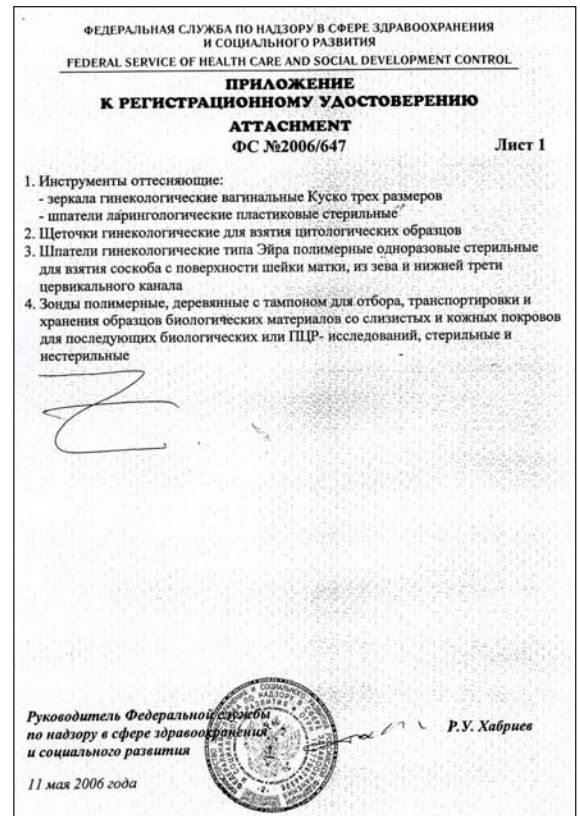 ФЕДЕРАЛЬНАЯ СЛУЖБА ПО НАДЗОРУ В СФЕРЕ ЗДРАВООХРАНЕНИЯ
И СОЦИАЛЬНОГО РАЗВИТИЯ
FEDERAL SERVICE OF HEALTH CARE AND SOCIAL DEVELOPMENT CONTROL
ПРИЛОЖЕНИЕ
К РЕГИСТРАЦИОННОМУ УДОСТОВЕРЕНИЮ
ATTACHMENT
ФС №2006/647 Лист 1
1. Инструменты оттесняющие:
- зеркала гинекологические вагинальные Куско трех размеров
- шпатели ларингологические пластиковые стерильные
2. Щеточки гинекологические для взятия цитологических образцов
3. Шпатели гинекологические типа Эйра полимерные одноразовые стерильные
для взятия соскоба с поверхности шейки матки, из зева и нижней трети
цервикального канала
4. Зонды полимерные, деревянные с тампоном для отбора, транспортировки и
хранения образцов биологических материалов со слизистых и кожных покровов
для последующих биологических или ПЦР- исследований, стерильные и
нестерильные
Руководитель Федеральной службы
по надзору в сфере здравоохранения
и социального развития
Р.У. Хабриев
11 мая 2006 года